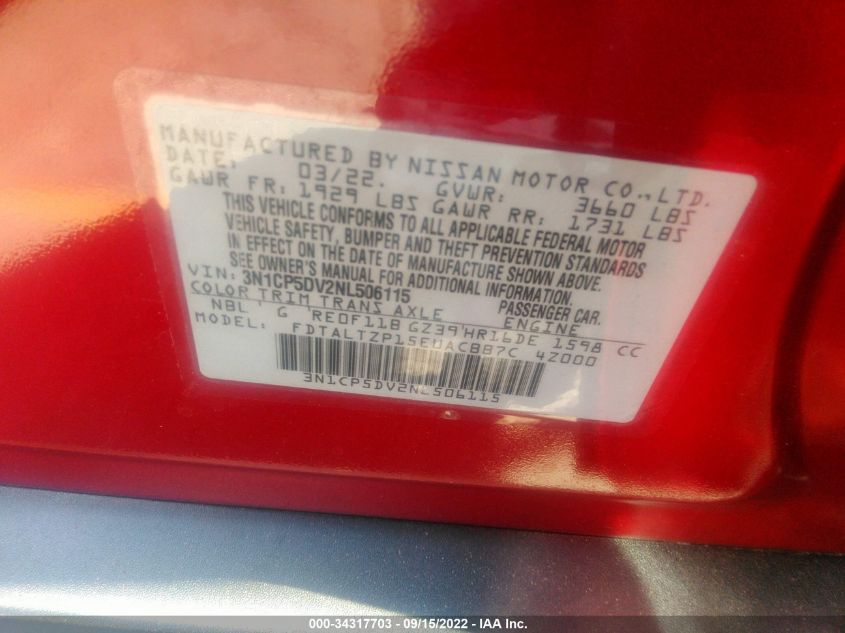 MANUFACTURED BY NISSAN MOTOR CO., LTD.
DATE: 03/22. GVWR: 3660 LBS
GAWR FR: 1929 LBS GAWR RR: 1731 LBS
THIS VEHICLE CONFORMS TO ALL APPLICABLE FEDERAL MOTOR
VEHICLE SAFETY, BUMPER AND THEFT PREVENTION STANDARDS
IN EFFECT ON THE DATE OF MANUFACTURE SHOWN ABOVE.
SEE OWNER'S MANUAL FOR ADDITIONAL INFORMATION.
VIN: 3N1CP5DV2NL506115 PASSENGER CAR.
COLOR TRIM TRANS AXLE ENGINE
NBL G RE0F11B GZ39 HR16DE 1598 CC
MODEL: FDTALTZP15EUACBB7C 4Z000
3N1CP5DV2NL506115
000-34317703 - 09/15/2022 - IAA Inc.